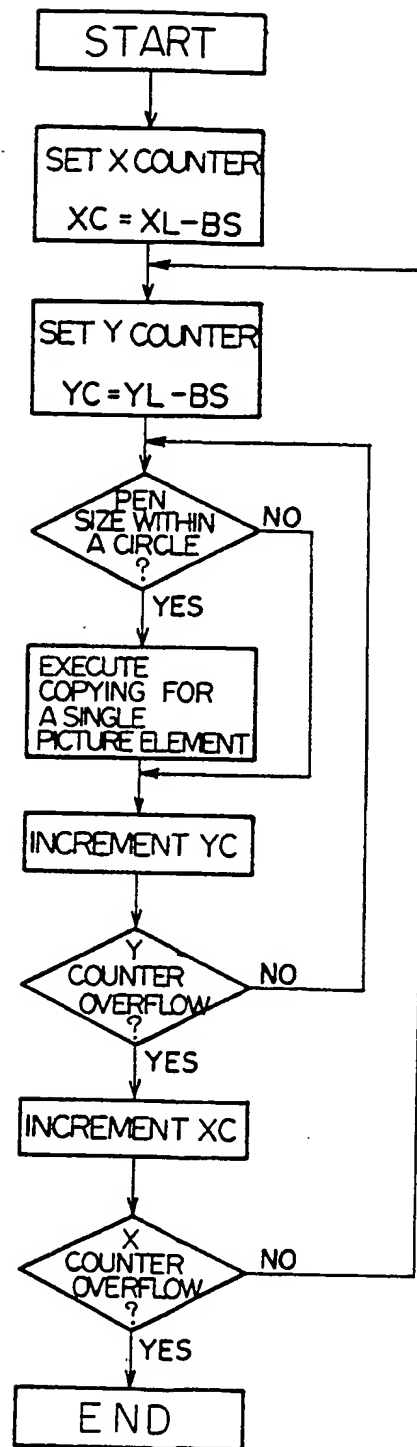 START
SET X COUNTER
XC = XL-BS
SET Y COUNTER
YC = YL-BS
PEN
SIZE WITHIN
A CIRCLE
?
NO
YES
EXECUTE
COPYING FOR
A SINGLE
PICTURE ELEMENT
INCREMENT YC
Y
COUNTER
OVERFLOW
?
NO
YES
INCREMENT XC
X
COUNTER
OVERFLOW
?
NO
YES
END